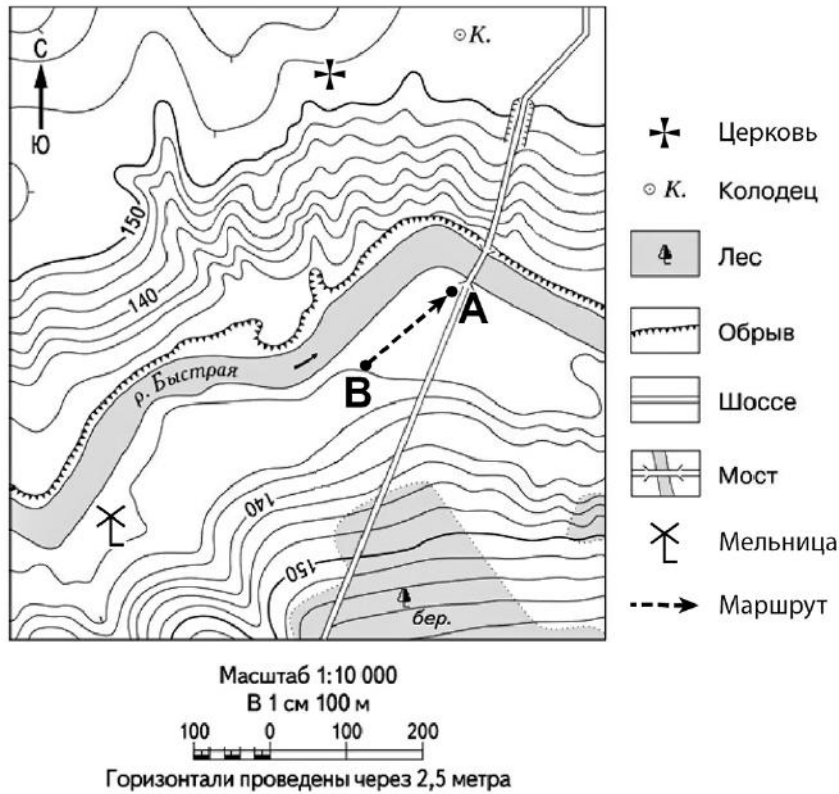 С
Ю
К.
150
140
р. Быстрая
А
В
140
150
бер.
Церковь
К. Колодец
Лес
Обрыв
Шоссе
Мост
Мельница
Маршрут
Масштаб 1:10 000
В 1 см 100 м
100 0 100 200
Горизонтали проведены через 2,5 метра